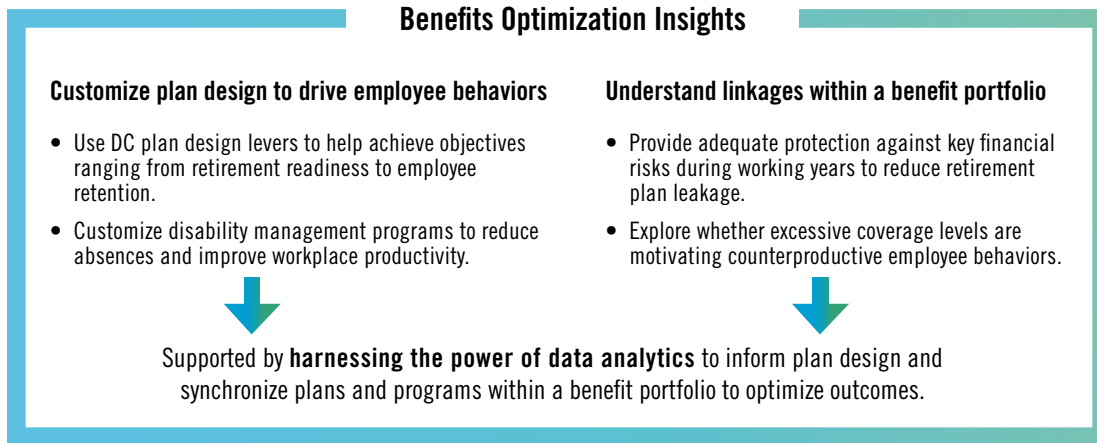 Benefits Optimization Insights
Customize plan design to drive employee behaviors
• Use DC plan design levers to help achieve objectives
ranging from retirement readiness to employee
retention.
• Customize disability management programs to reduce
absences and improve workplace productivity.
Understand linkages within a benefit portfolio
• Provide adequate protection against key financial
risks during working years to reduce retirement
plan leakage.
• Explore whether excessive coverage levels are
motivating counterproductive employee behaviors.
Supported by harnessing the power of data analytics to inform plan design and
synchronize plans and programs within a benefit portfolio to optimize outcomes.